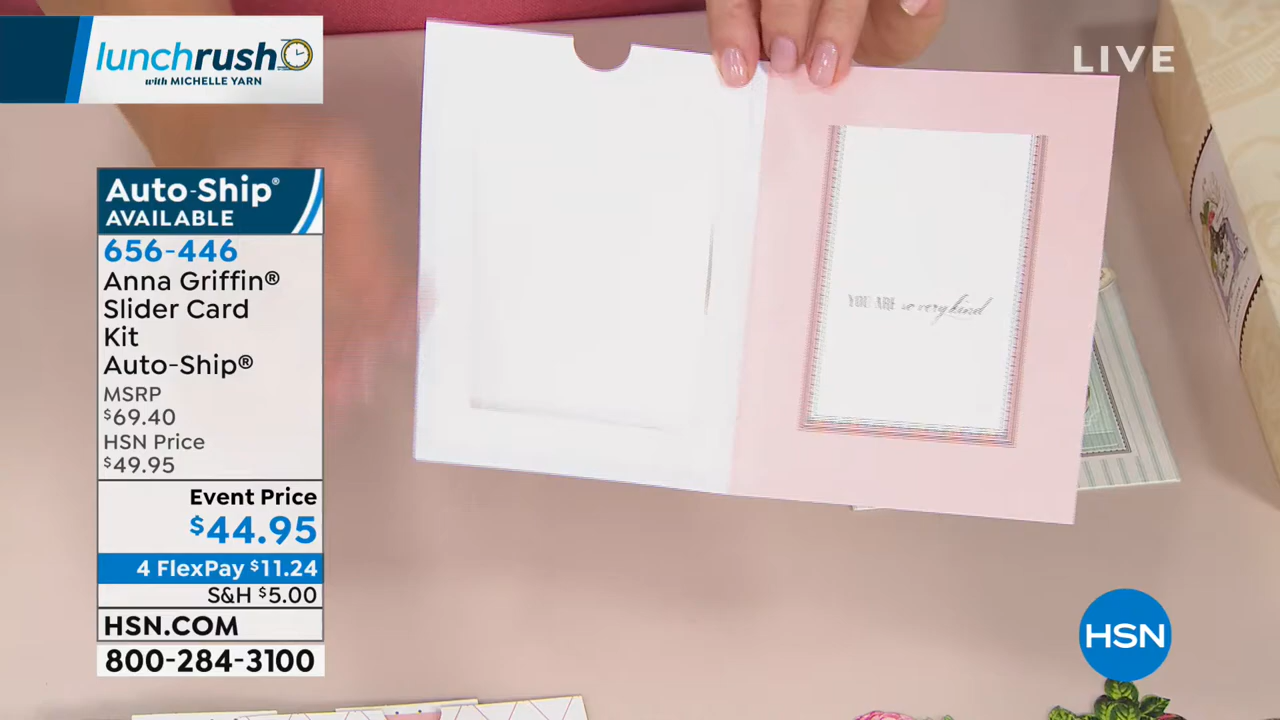 lunchrush
with MICHELLE YARN
LIVE
Auto-Ship®
AVAILABLE
656-446
Anna Griffin®
Slider Card
Kit
Auto-Ship®
MSRP
$69.40
HSN Price
$49.95
Event Price
$44.95
4 FlexPay $11.24
S&H $5.00
HSN.COM
800-284-3100
YOU ARE so very kind
HSN